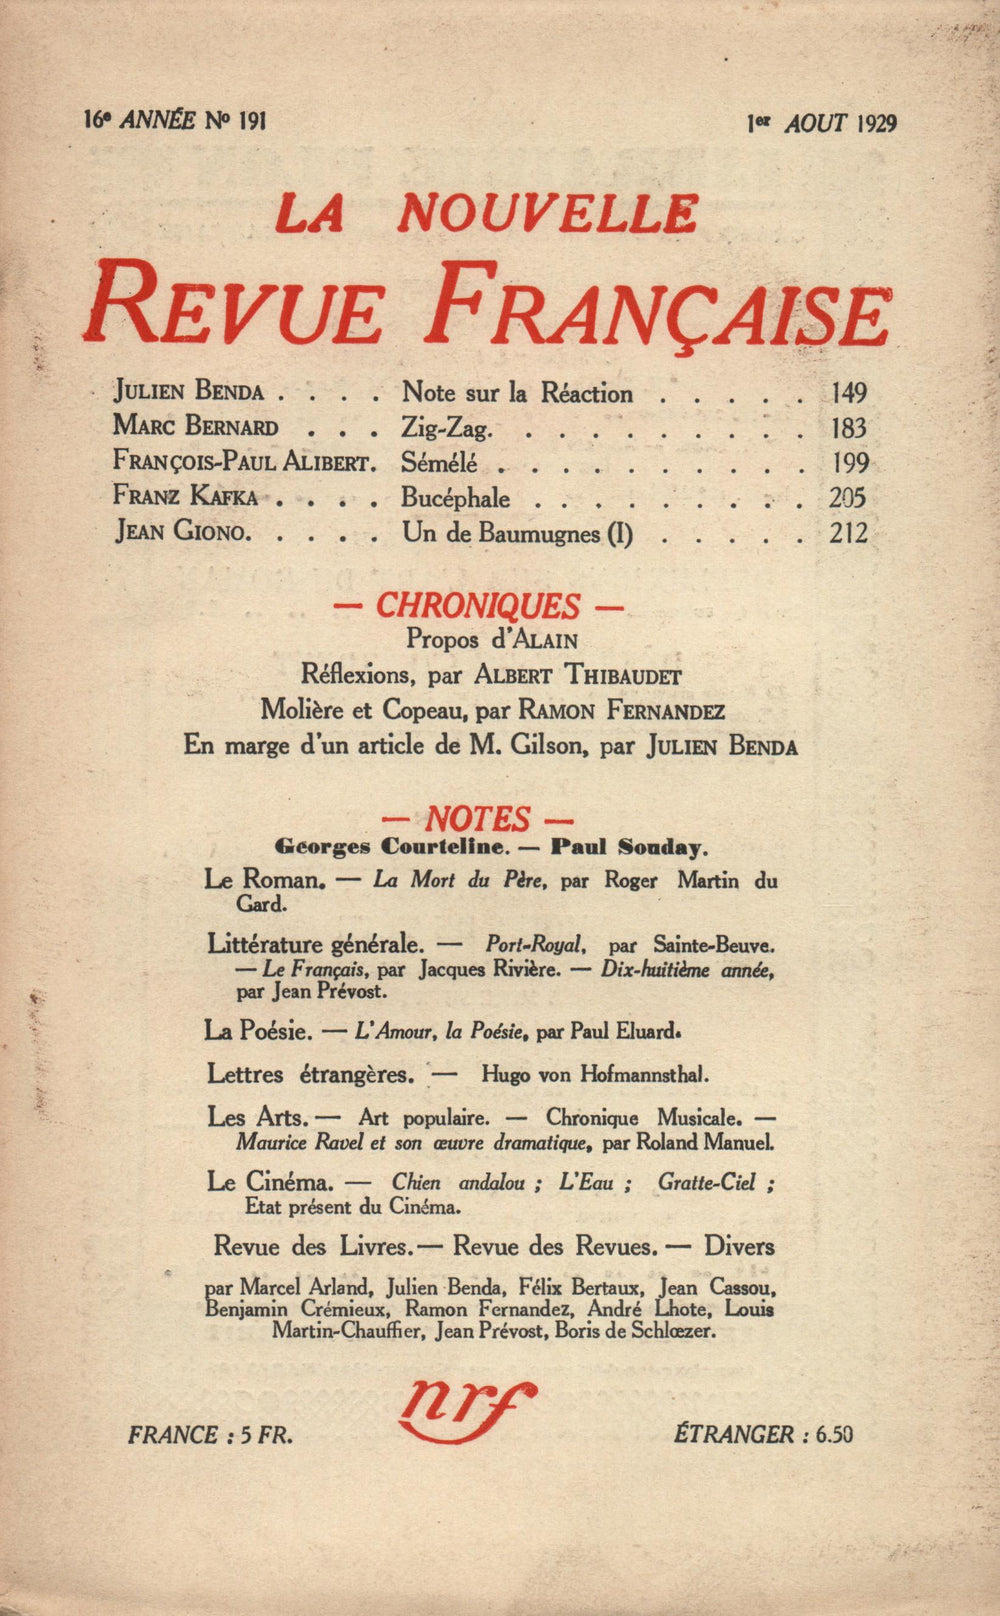 16e ANNÉE No 191
1er AOUT 1929
LA NOUVELLE
REVUE FRANÇAISE
JULIEN BENDA . . . . Note sur la Réaction . . . . . 149
MARC BERNARD . . . Zig-Zag. . . . . . . . . . 183
FRANÇOIS-PAUL ALIBERT. Sémélé . . . . . . . . . . 199
FRANZ KAFKA . . . . Bucéphale . . . . . . . . . 205
JEAN GIONO. . . . . Un de Baumugnes (I) . . . . . 212
— CHRONIQUES —
Propos d'ALAIN
Réflexions, par ALBERT THIBAUDET
Molière et Copeau, par RAMON FERNANDEZ
En marge d'un article de M. Gilson, par JULIEN BENDA
— NOTES —
Georges Courteline. — Paul Souday.
Le Roman. — La Mort du Père, par Roger Martin du
Gard.
Littérature générale. — Port-Royal, par Sainte-Beuve.
— Le Français, par Jacques Rivière. — Dix-huitième année,
par Jean Prévost.
La Poésie. — L'Amour, la Poésie, par Paul Eluard.
Lettres étrangères. — Hugo von Hofmannsthal.
Les Arts. — Art populaire. — Chronique Musicale. —
Maurice Ravel et son œuvre dramatique, par Roland Manuel.
Le Cinéma. — Chien andalou ; L'Eau ; Gratte-Ciel ;
Etat présent du Cinéma.
Revue des Livres. — Revue des Revues. — Divers
par Marcel Arland, Julien Benda, Félix Bertaux, Jean Cassou,
Benjamin Crémieux, Ramon Fernandez, André Lhote, Louis
Martin-Chauffier, Jean Prévost, Boris de Schlœzer.
nrf
FRANCE : 5 FR.
ÉTRANGER : 6.50